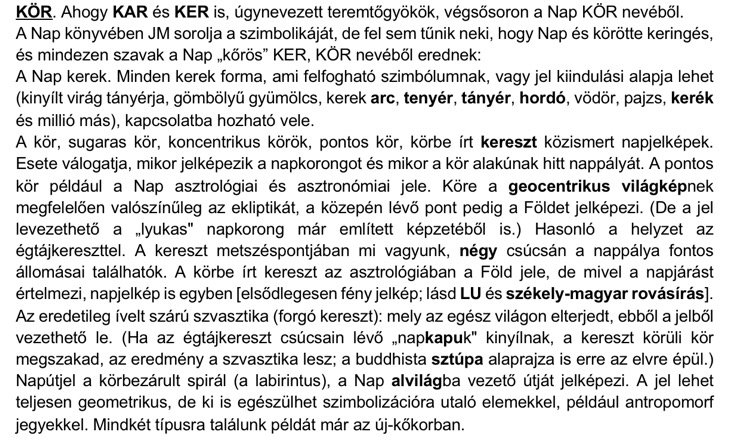 KÖR. Ahogy KAR és KER is, úgynevezett teremtőgyökök, végsősoron a Nap KÖR nevéből.
A Nap könyvében JM sorolja a szimbolikáját, de fel sem tűnik neki, hogy Nap és körötte keringés,
és mindezen szavak a Nap „kőrös” KER, KÖR nevéből erednek:
A Nap kerek. Minden kerek forma, ami felfogható szimbólumnak, vagy jel kiindulási alapja lehet
(kinyílt virág tányérja, gömbölyű gyümölcs, kerek arc, tenyér, tányér, hordó, vödör, pajzs, kerék
és millió más), kapcsolatba hozható vele.
A kör, sugaras kör, koncentrikus körök, pontos kör, körbe írt kereszt közismert napjelképek.
Esete válogatja, mikor jelképezik a napkorongot és mikor a kör alakúnak hitt nappályát. A pontos
kör például a Nap asztrológiai és asztronómiai jele. Köre a geocentrikus világképnek
megfelelően valószínűleg az ekliptikát, a közepén lévő pont pedig a Földet jelképezi. (De a jel
levezethető a „lyukas" napkorong már említett képzetéből is.) Hasonló a helyzet az
égtájkereszttel. A kereszt metszéspontjában mi vagyunk, négy csúcsán a nappálya fontos
állomásai találhatók. A körbe írt kereszt az asztrológiában a Föld jele, de mivel a napjárást
értelmezi, napjelkép is egyben [elsődlegesen fény jelkép; lásd LU és székely-magyar rovásírás].
Az eredetileg ívelt szárú szvasztika (forgó kereszt): mely az egész világon elterjedt, ebből a jelből
vezethető le. (Ha az égtájkereszt csúcsain lévő „napkapuk" kinyílnak, a kereszt körüli kör
megszakad, az eredmény a szvasztika lesz; a buddhista sztúpa alaprajza is erre az elvre épül.)
Napútjel a körbezárult spirál (a labirintus), a Nap alvilágba vezető útját jelképezi. A jel lehet
teljesen geometrikus, de ki is egészülhet szimbolizációra utaló elemekkel, például antropomorf
jegyekkel. Mindkét típusra találunk példát már az új-kőkorban.